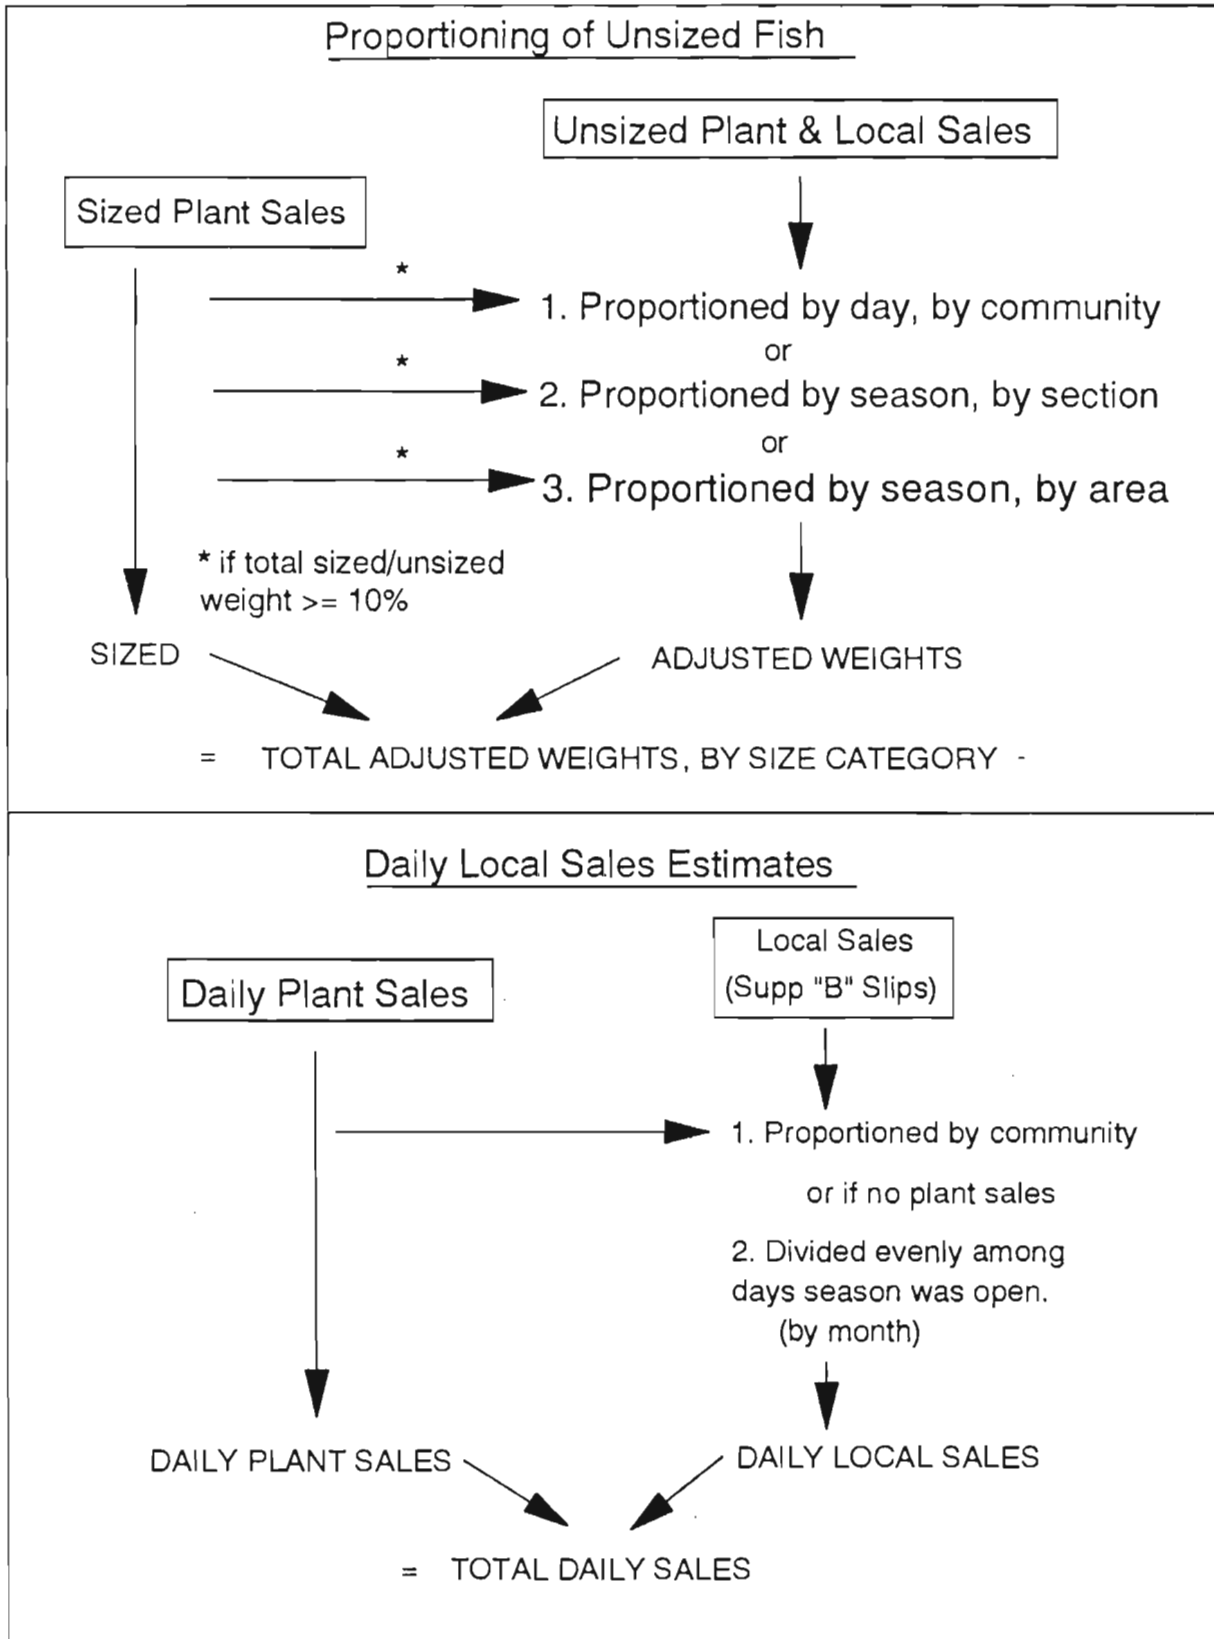 Proportioning of Unsized Fish
Unsized Plant & Local Sales
Sized Plant Sales
*
1. Proportioned by day, by community
or
*
2. Proportioned by season, by section
or
*
3. Proportioned by season, by area
* if total sized/unsized
weight >= 10%
SIZED
ADJUSTED WEIGHTS
= TOTAL ADJUSTED WEIGHTS, BY SIZE CATEGORY -
Daily Local Sales Estimates
Local Sales
(Supp "B" Slips)
Daily Plant Sales
1. Proportioned by community
or if no plant sales
2. Divided evenly among
days season was open.
(by month)
DAILY PLANT SALES
DAILY LOCAL SALES
= TOTAL DAILY SALES